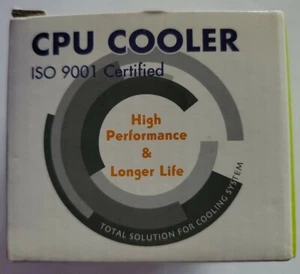 CPU COOLER
ISO 9001 Certified
High
Performance
&
Longer Life
TOTAL SOLUTION FOR COOLING SYSTEM